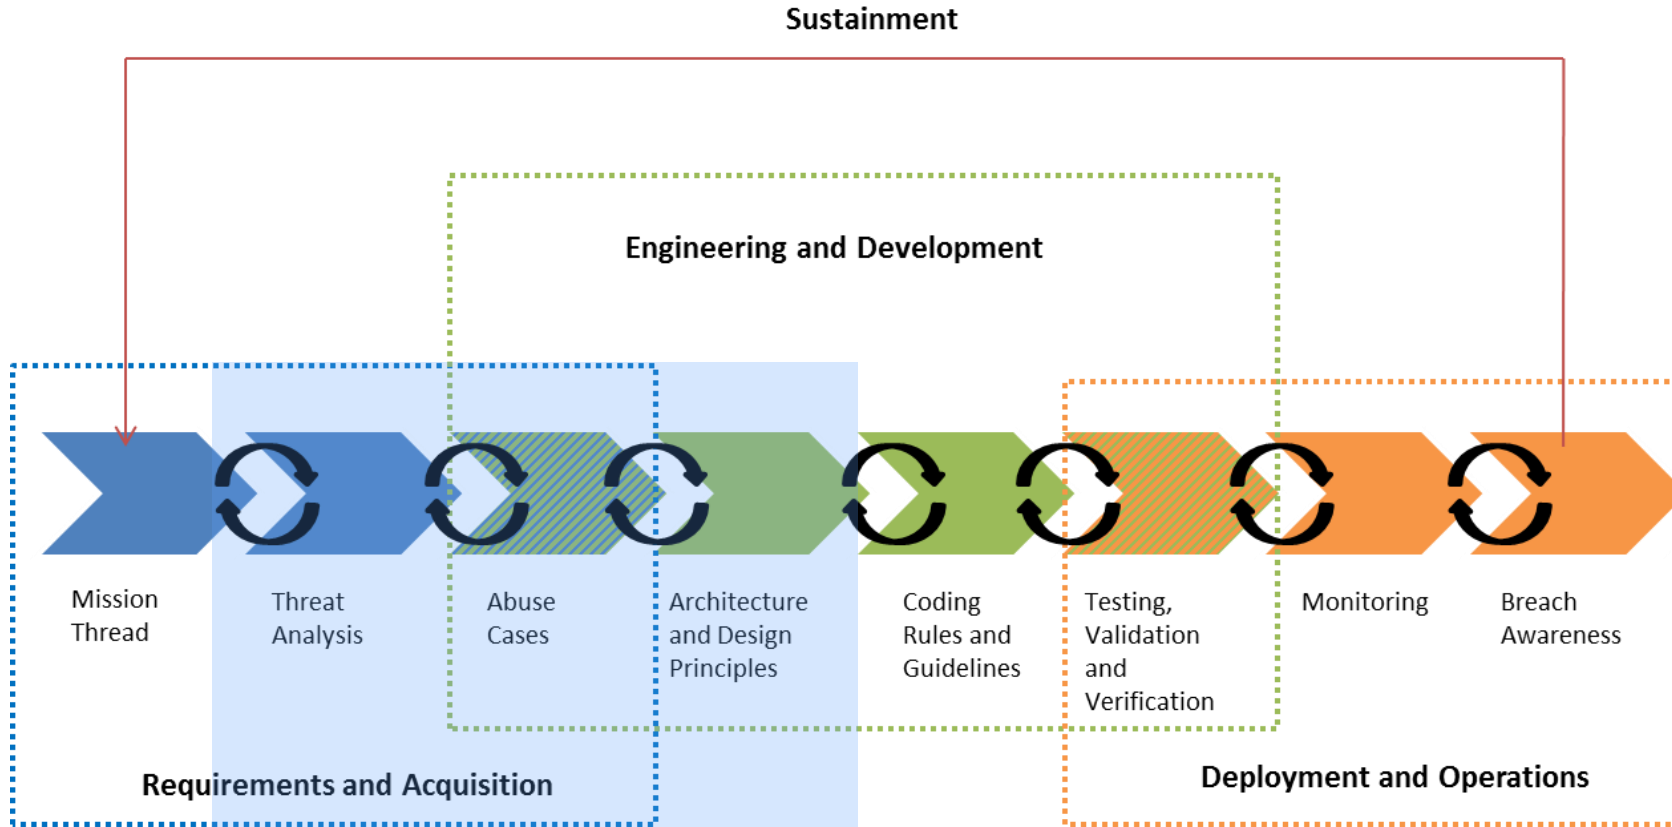 Sustainment
Engineering and Development
Mission
Thread
Threat
Analysis
Abuse
Cases
Architecture
and Design
Principles
Coding
Rules and
Guidelines
Testing,
Validation
and
Verification
Monitoring
Breach
Awareness
Requirements and Acquisition
Deployment and Operations